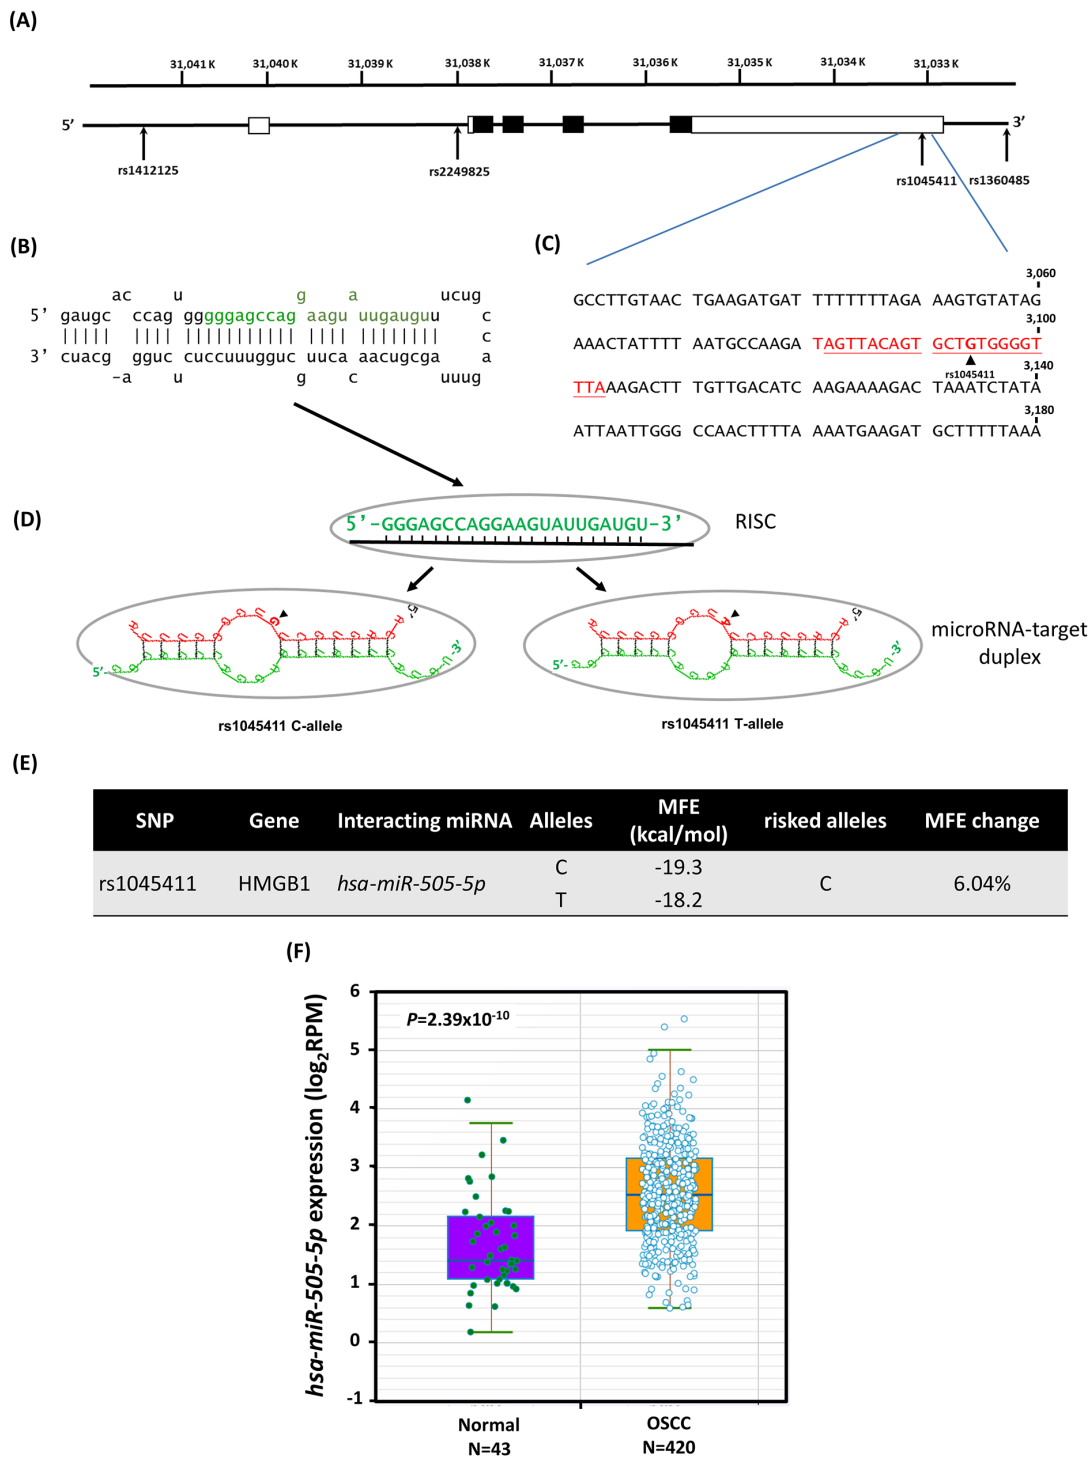 (A)
31,041 K 31,040 K 31,039 K 31,038 K 31,037 K 31,036 K 31,035 K 31,034 K 31,033 K
5’ 3’
rs1412125 rs2249825 rs1045411 rs1360485
(B)
ac u g a ucug
5’ gaugc ccag gggggagccag aagu uugauguu c
c
3’ cuacg gguc cuccuuugguc uuca aacugcga a
-a u g c uuug
(C)
3,060
GCCTTGTAAC TGAAGATGAT TTTTTTTAGA AAGTGTATAG
3,100
AAACTATTTT AATGCCAAGA TAGTTACAGT GCTGTGGGGT
rs1045411
3,140
TTAAAGACTT TGTTGACATC AAGAAAAGAC TAAATCTATA
3,180
ATTAATTGGG CCAACTTTTA AAATGAAGAT GCTTTTTAAA
(D)
5’-GGGAGCCAGGAAGUAUUGAUGU-3’ RISC
5’
5’- -3’
5’
5’- -3’
microRNA-target
duplex
rs1045411 C-allele rs1045411 T-allele
(E)
SNP Gene Interacting miRNA Alleles MFE (kcal/mol) risked alleles MFE change
rs1045411 HMGB1 hsa-miR-505-5p C -19.3 C 6.04%
T -18.2
(F)
hsa-miR-505-5p expression (log2RPM)
6
P=2.39x10-10
5
4
3
2
1
0
-1
Normal OSCC
N=43 N=420